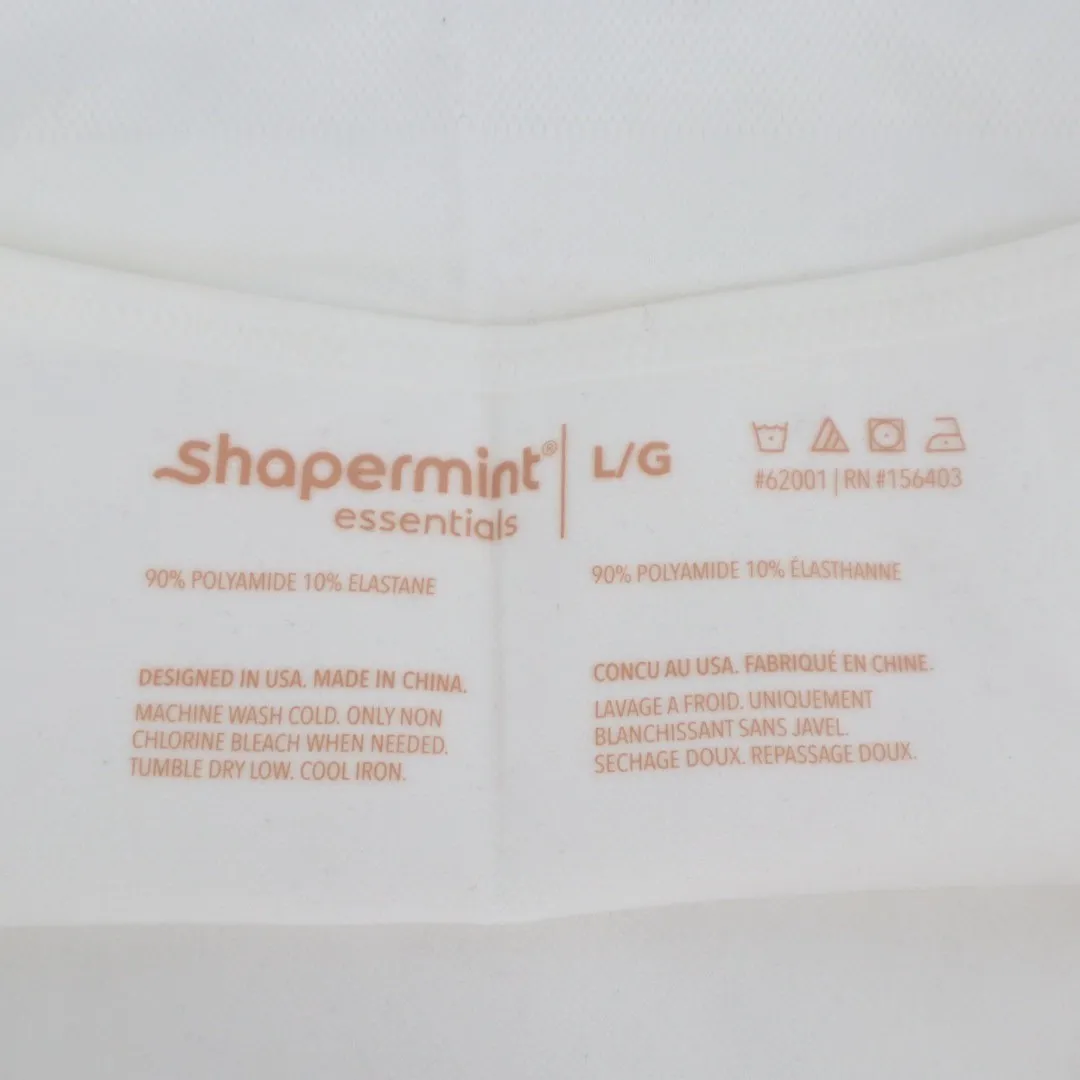 shapermint®
essentials
L/G
#62001 | RN #156403
90% POLYAMIDE 10% ELASTANE
DESIGNED IN USA. MADE IN CHINA.
MACHINE WASH COLD. ONLY NON
CHLORINE BLEACH WHEN NEEDED.
TUMBLE DRY LOW. COOL IRON.
90% POLYAMIDE 10% ÉLASTHANNE
CONCU AU USA. FABRIQUÉ EN CHINE.
LAVAGE A FROID. UNIQUEMENT
BLANCHISSANT SANS JAVEL.
SECHAGE DOUX. REPASSAGE DOUX.